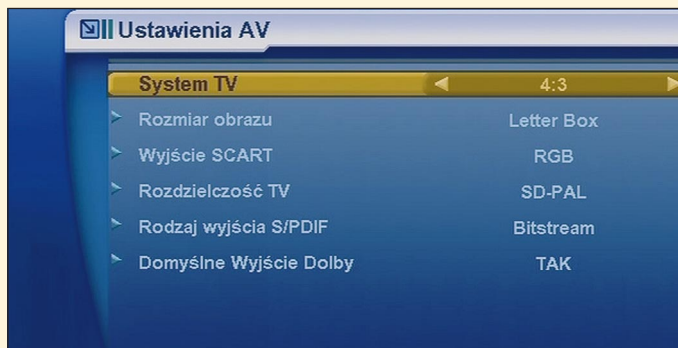 Ustawienia AV
System TV 4:3
Rozmiar obrazu Letter Box
Wyjście SCART RGB
Rozdzielczość TV SD-PAL
Rodzaj wyjścia S/PDIF Bitstream
Domyślne Wyjście Dolby TAK